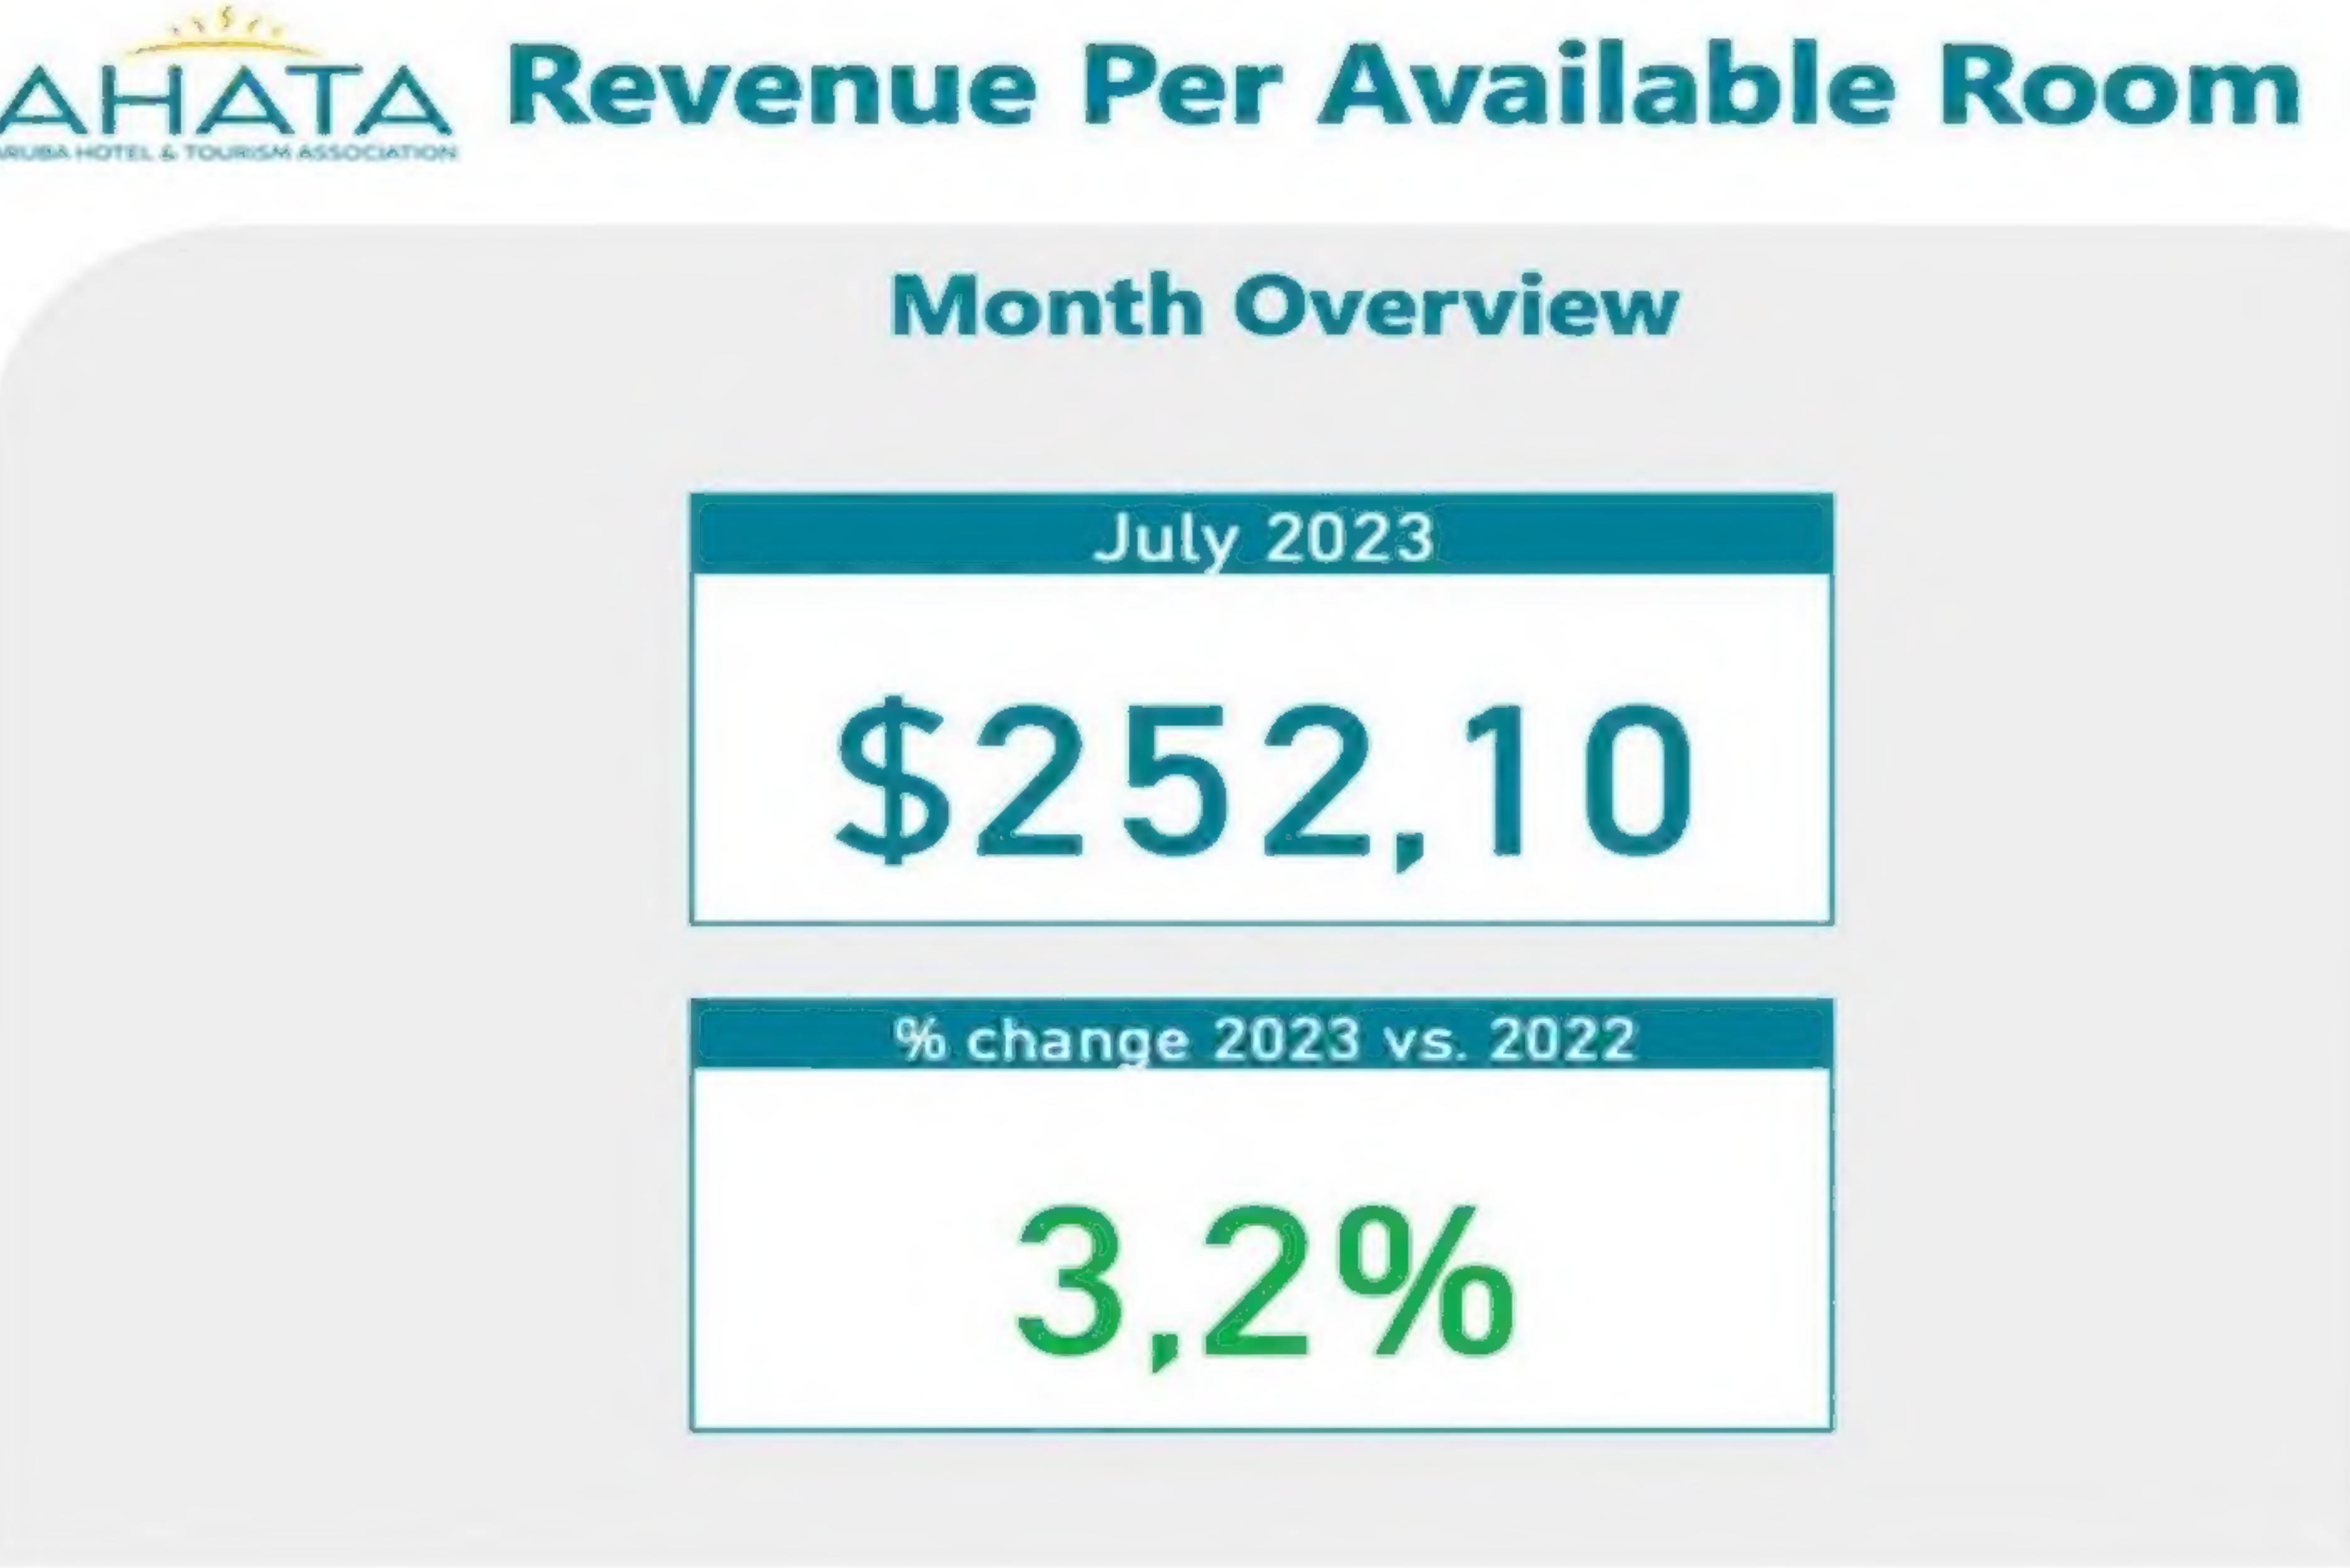 AHATA
ARUBA HOTEL & TOURISM ASSOCIATION
Revenue Per Available Room
Month Overview
July 2023
$252,10
% change 2023 vs. 2022
3,2%